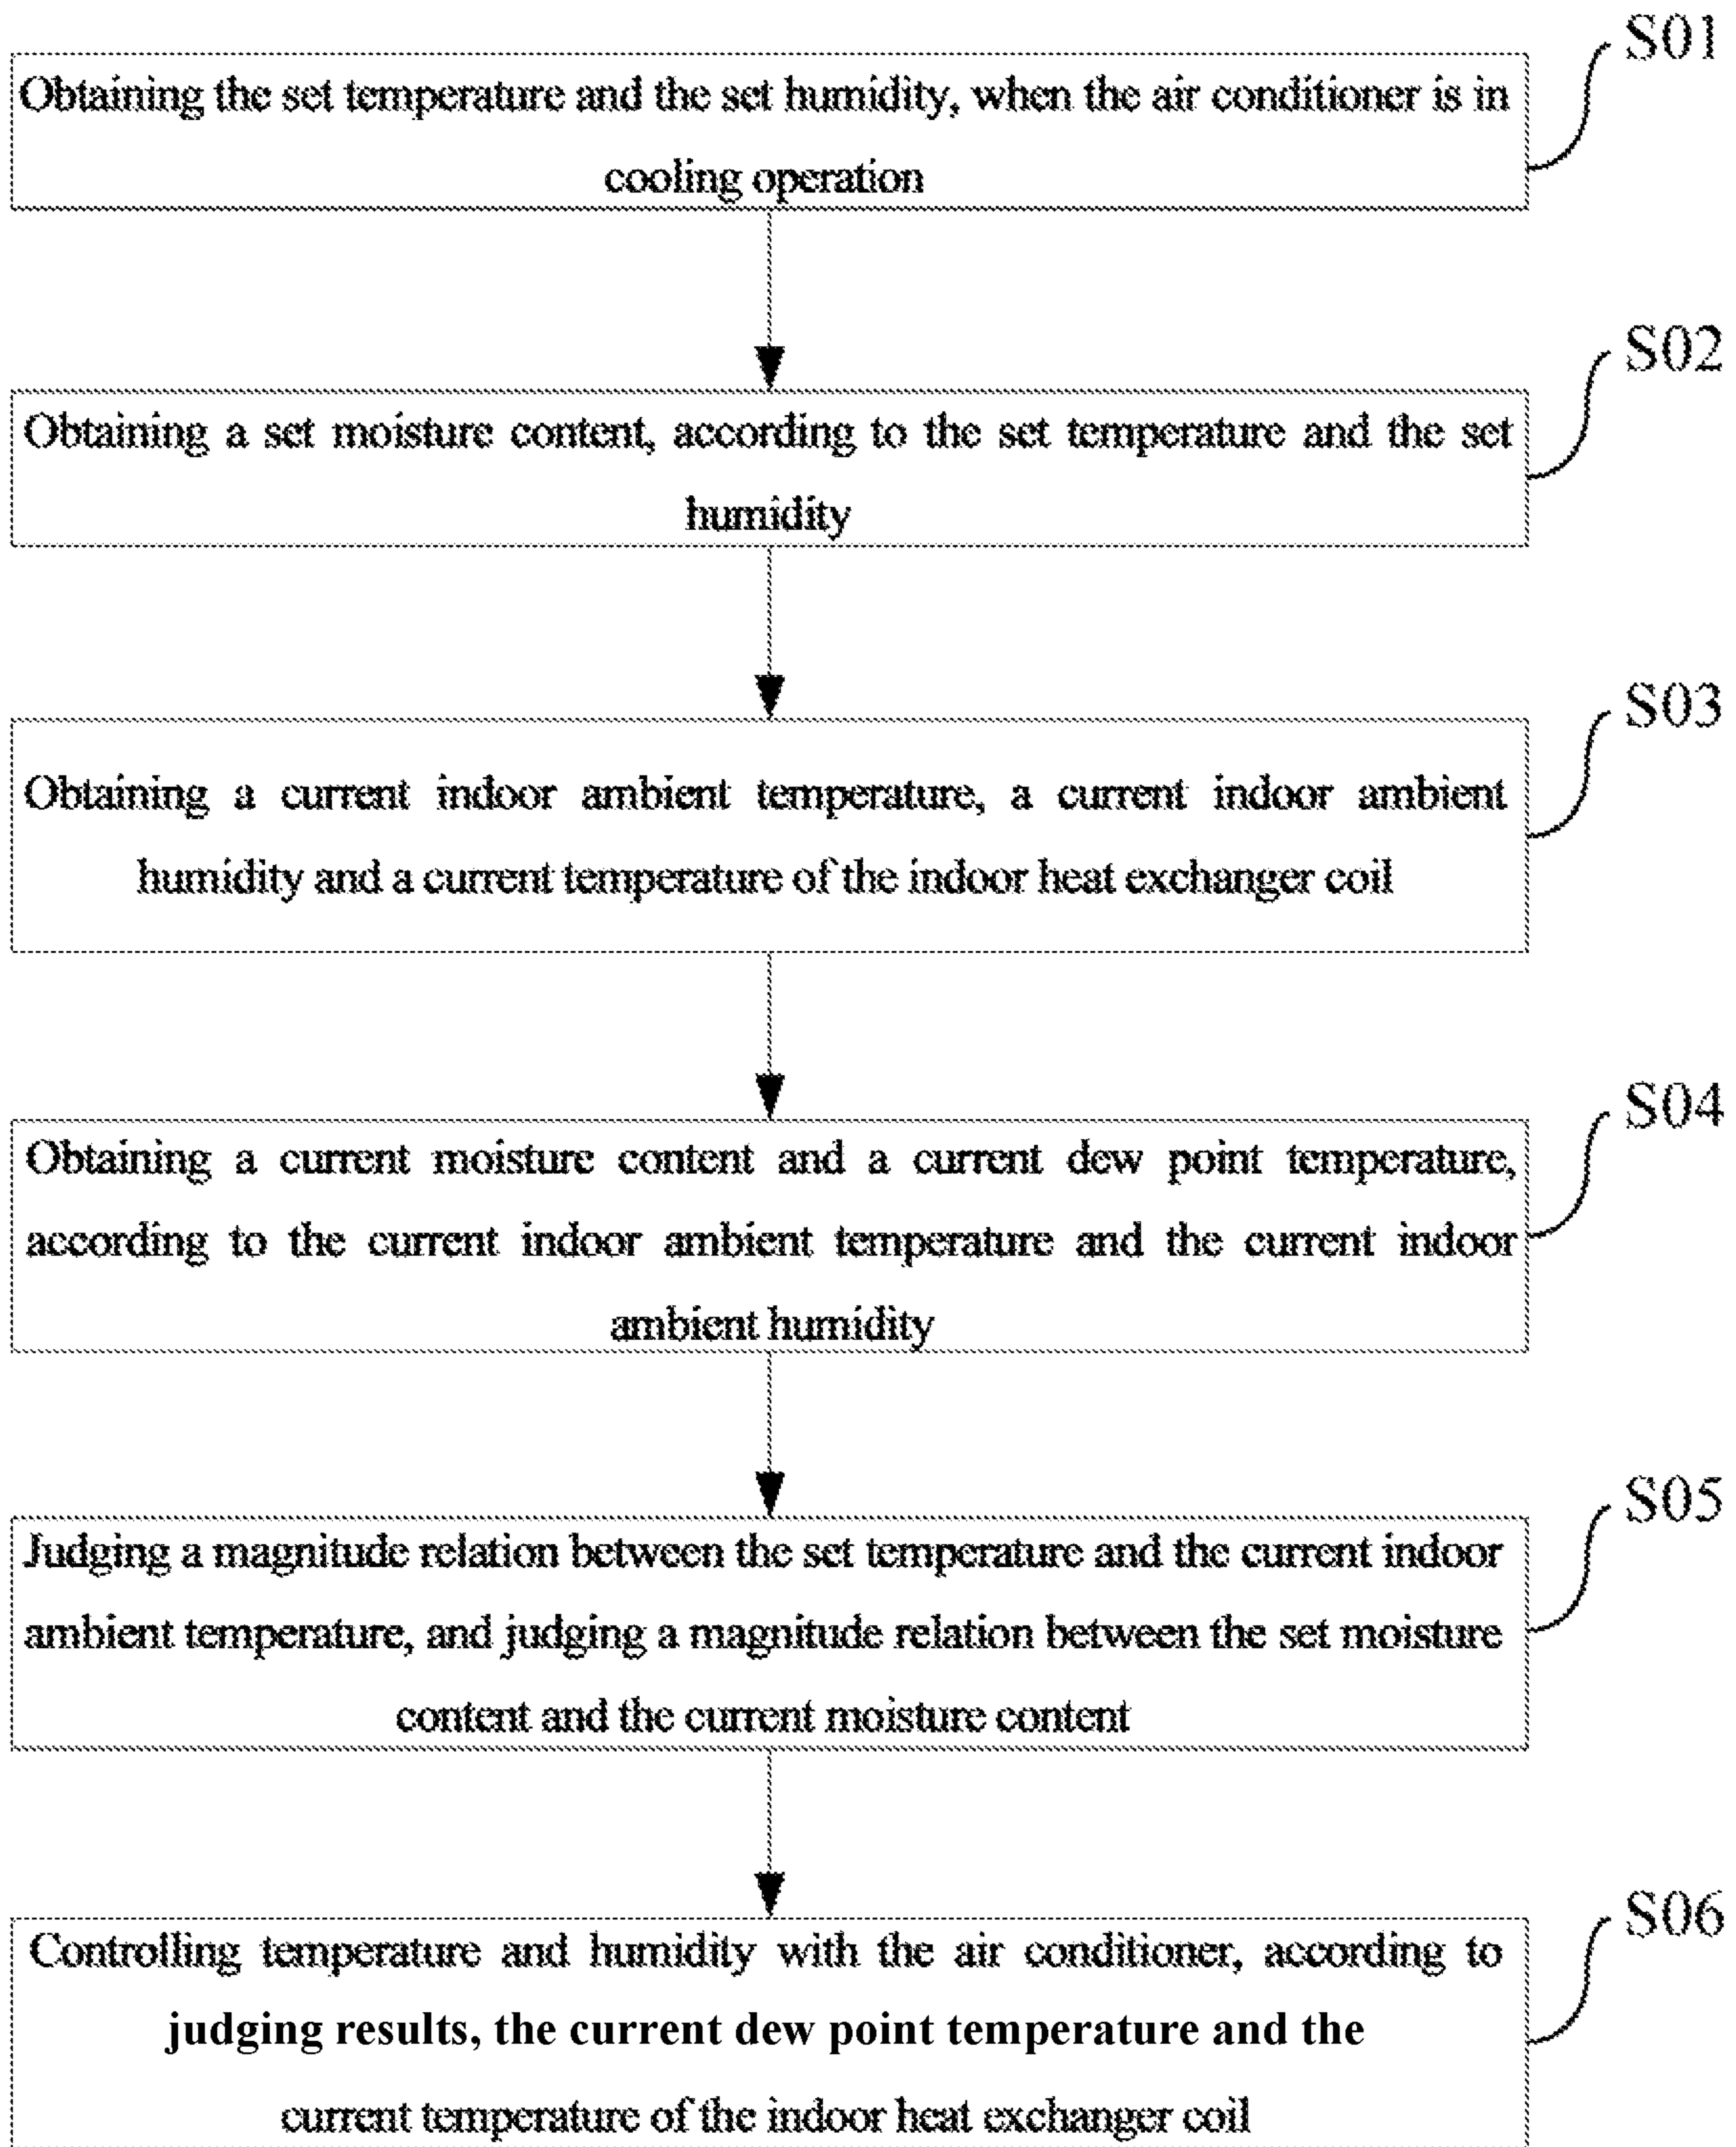 S01
Obtaining the set temperature and the set humidity, when the air conditioner is in
cooling operation
S02
Obtaining a set moisture content, according to the set temperature and the set
humidity
S03
Obtaining a current indoor ambient temperature, a current indoor ambient
humidity and a current temperature of the indoor heat exchanger coil
S04
Obtaining a current moisture content and a current dew point temperature,
according to the current indoor ambient temperature and the current indoor
ambient humidity
S05
Judging a magnitude relation between the set temperature and the current indoor
ambient temperature, and judging a magnitude relation between the set moisture
content and the current moisture content
S06
Controlling temperature and humidity with the air conditioner, according to
judging results, the current dew point temperature and the
current temperature of the indoor heat exchanger coil